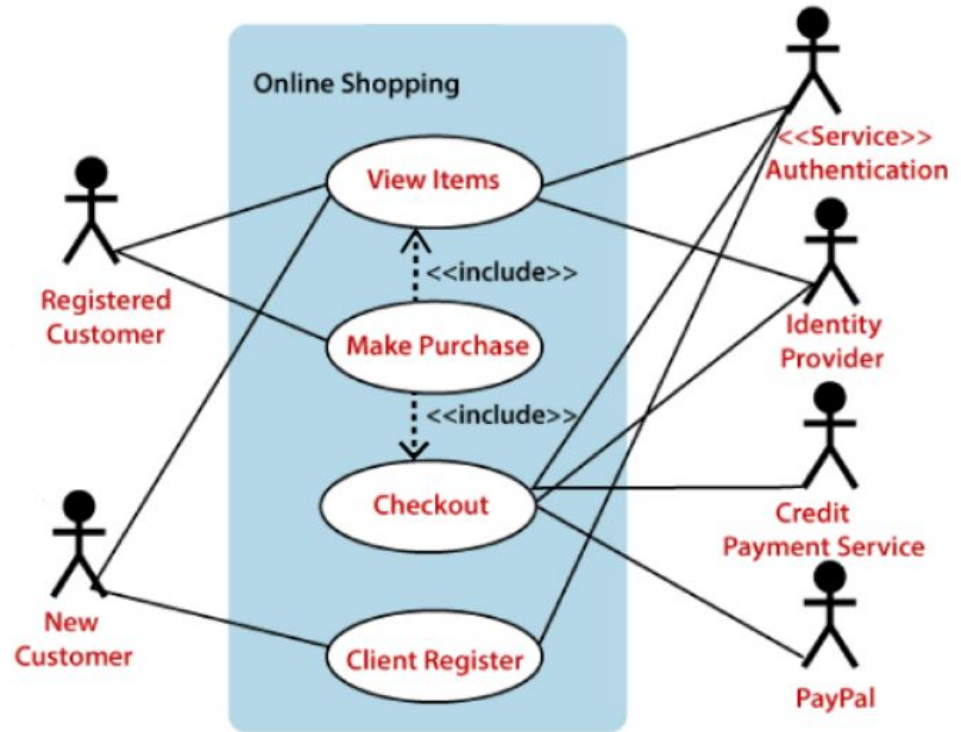 Online Shopping
<<Service>>
Authentication
View Items
<<include>>
Registered
Customer
Make Purchase
Identity
Provider
<<include>>
Checkout
Credit
Payment Service
New
Customer
Client Register
PayPal